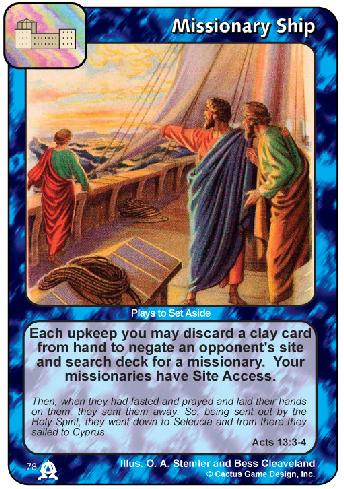 Missionary Ship
Plays to Set Aside
Each upkeep you may discard a clay card
from hand to negate an opponent's site
and search deck for a missionary. Your
missionaries have Site Access.
Then, when they had fasted and prayed and laid their hands
on them, they sent them away. So, being sent out by the
Holy Spirit, they went down to Seleucia and from there they
sailed to Cyprus.
Acts 13:3-4
Illus. O. A. Stemler and Bess Cleaveland
© Cactus Game Design, Inc.